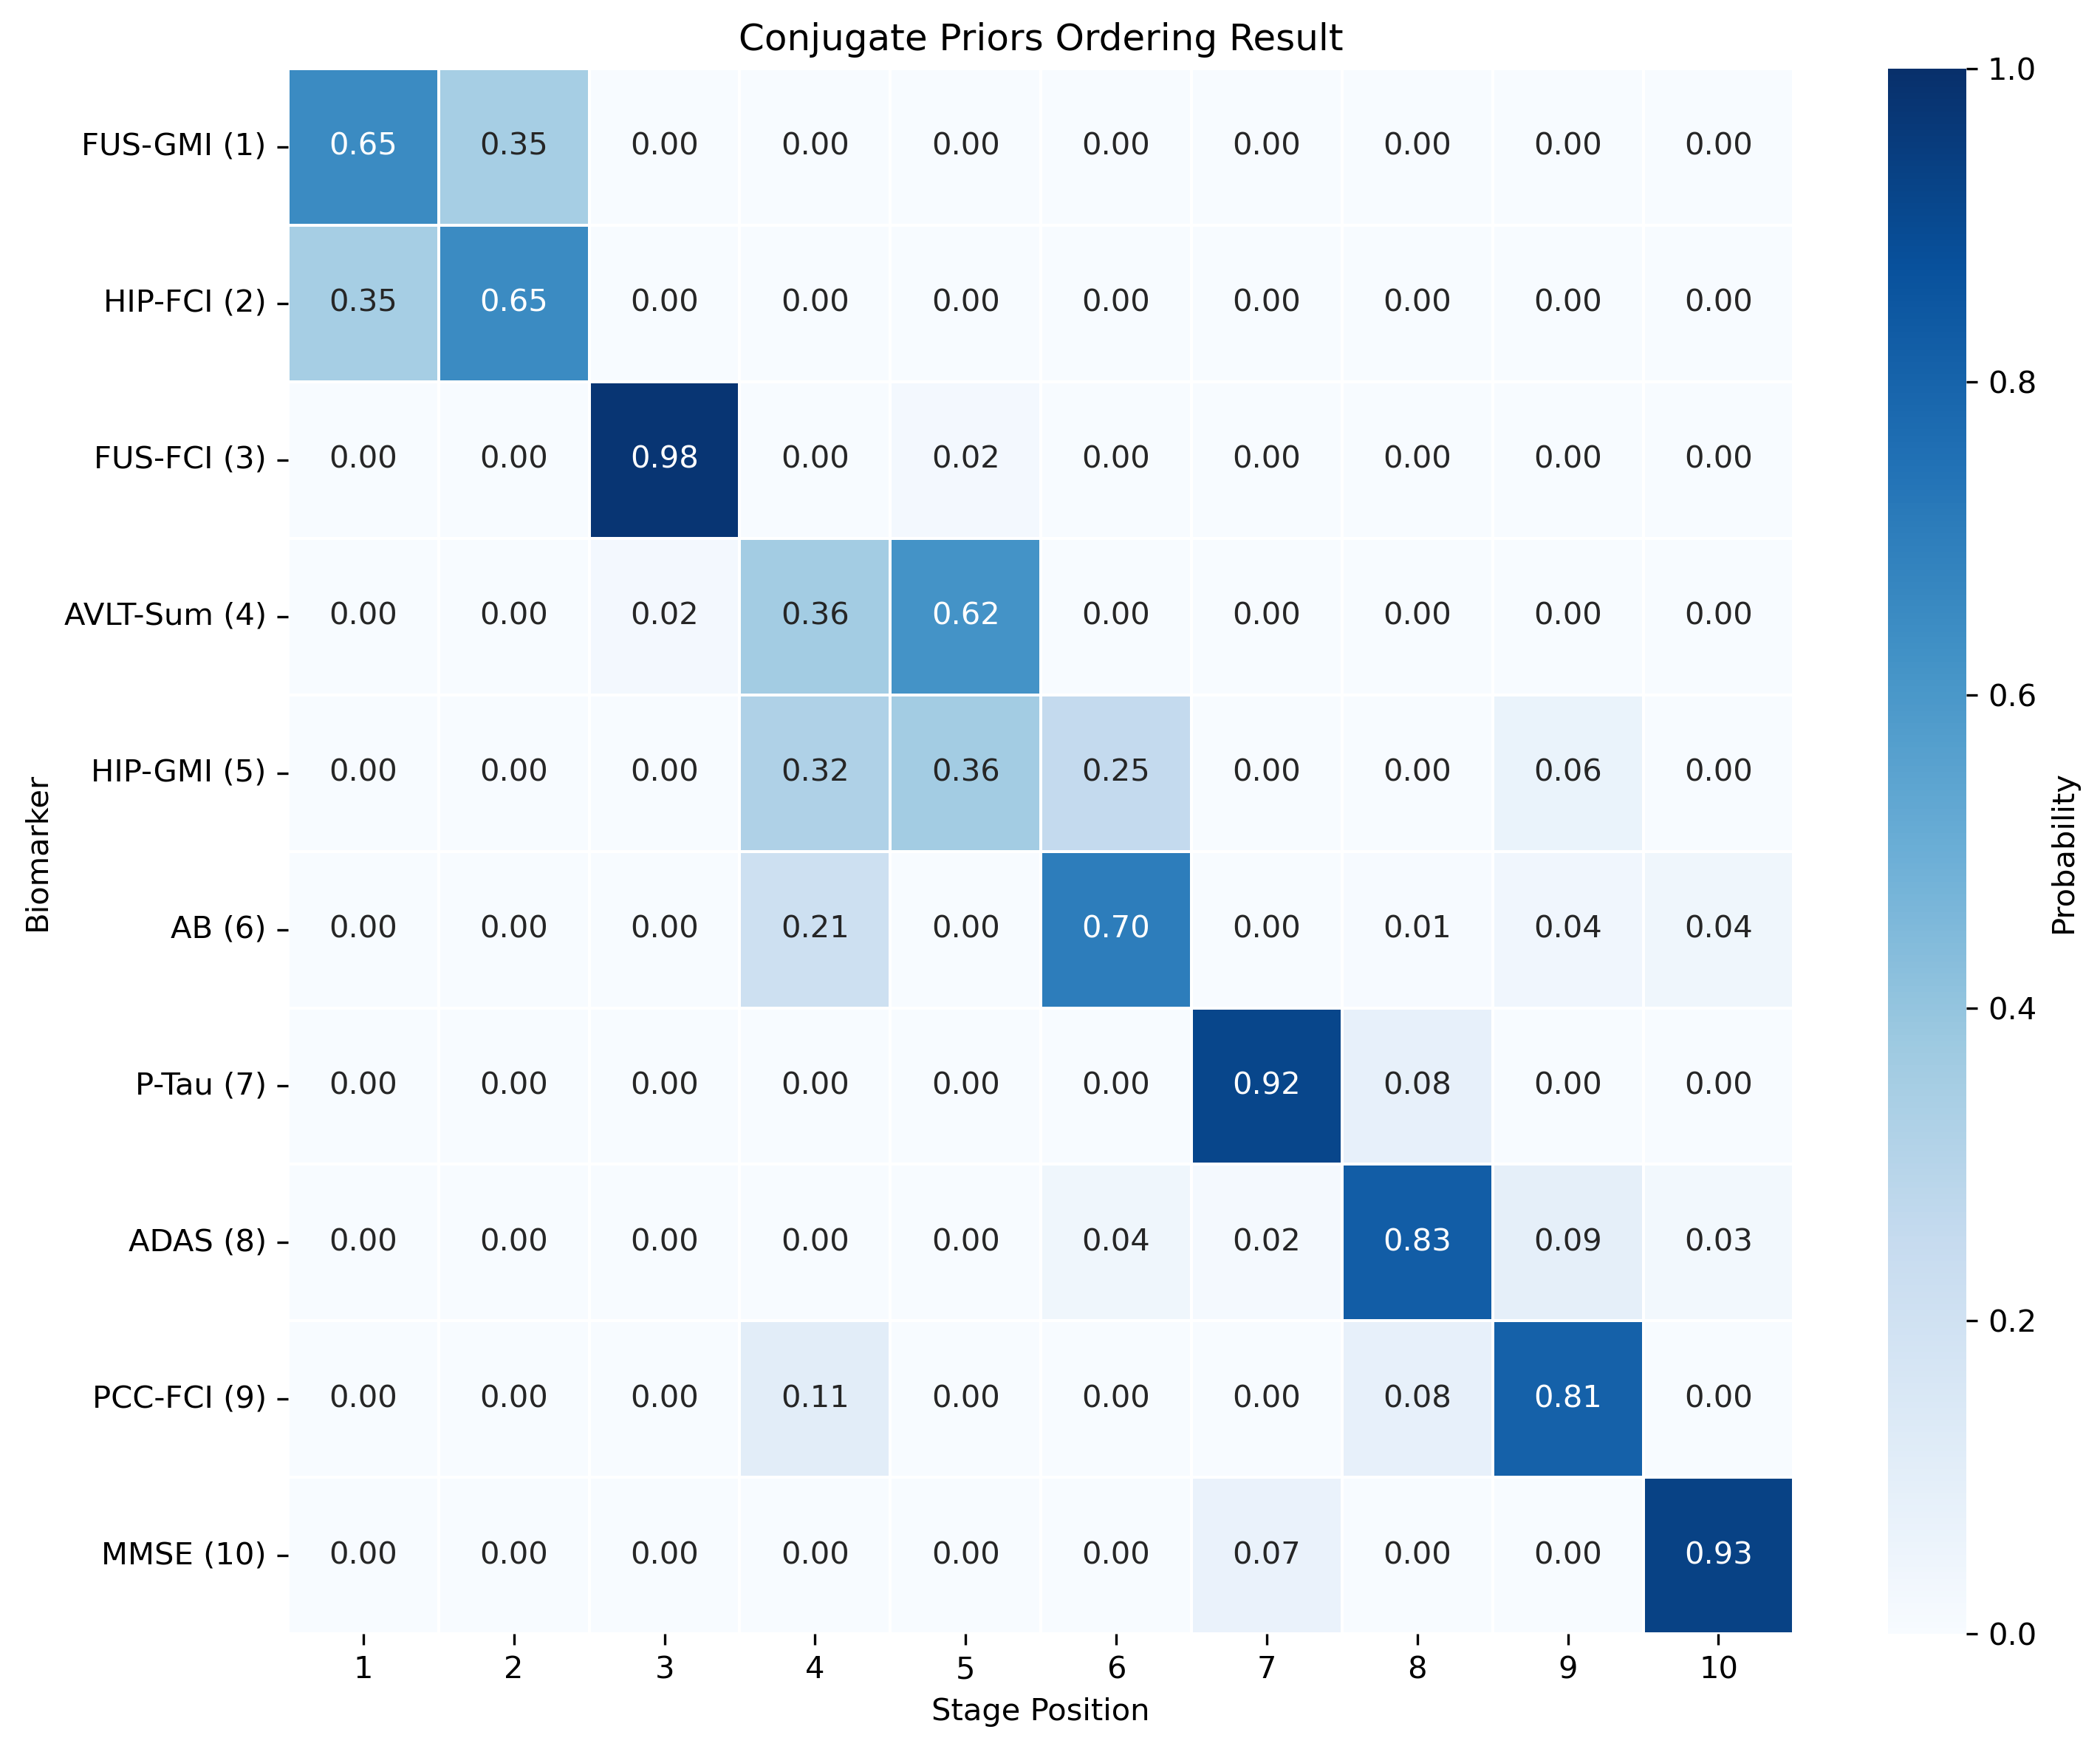 Conjugate Priors Ordering Result
FUS-GMI (1) 0.65 0.35 0.00 0.00 0.00 0.00 0.00 0.00 0.00 0.00
HIP-FCI (2) 0.35 0.65 0.00 0.00 0.00 0.00 0.00 0.00 0.00 0.00
FUS-FCI (3) 0.00 0.00 0.98 0.00 0.02 0.00 0.00 0.00 0.00 0.00
AVLT-Sum (4) 0.00 0.00 0.02 0.36 0.62 0.00 0.00 0.00 0.00 0.00
HIP-GMI (5) 0.00 0.00 0.00 0.32 0.36 0.25 0.00 0.00 0.06 0.00
AB (6) 0.00 0.00 0.00 0.21 0.00 0.70 0.00 0.01 0.04 0.04
P-Tau (7) 0.00 0.00 0.00 0.00 0.00 0.00 0.92 0.08 0.00 0.00
ADAS (8) 0.00 0.00 0.00 0.00 0.00 0.04 0.02 0.83 0.09 0.03
PCC-FCI (9) 0.00 0.00 0.00 0.11 0.00 0.00 0.00 0.08 0.81 0.00
MMSE (10) 0.00 0.00 0.00 0.00 0.00 0.00 0.07 0.00 0.00 0.93
1 2 3 4 5 6 7 8 9 10
Stage Position
Biomarker
1.0
0.8
0.6
0.4
0.2
0.0
Probability